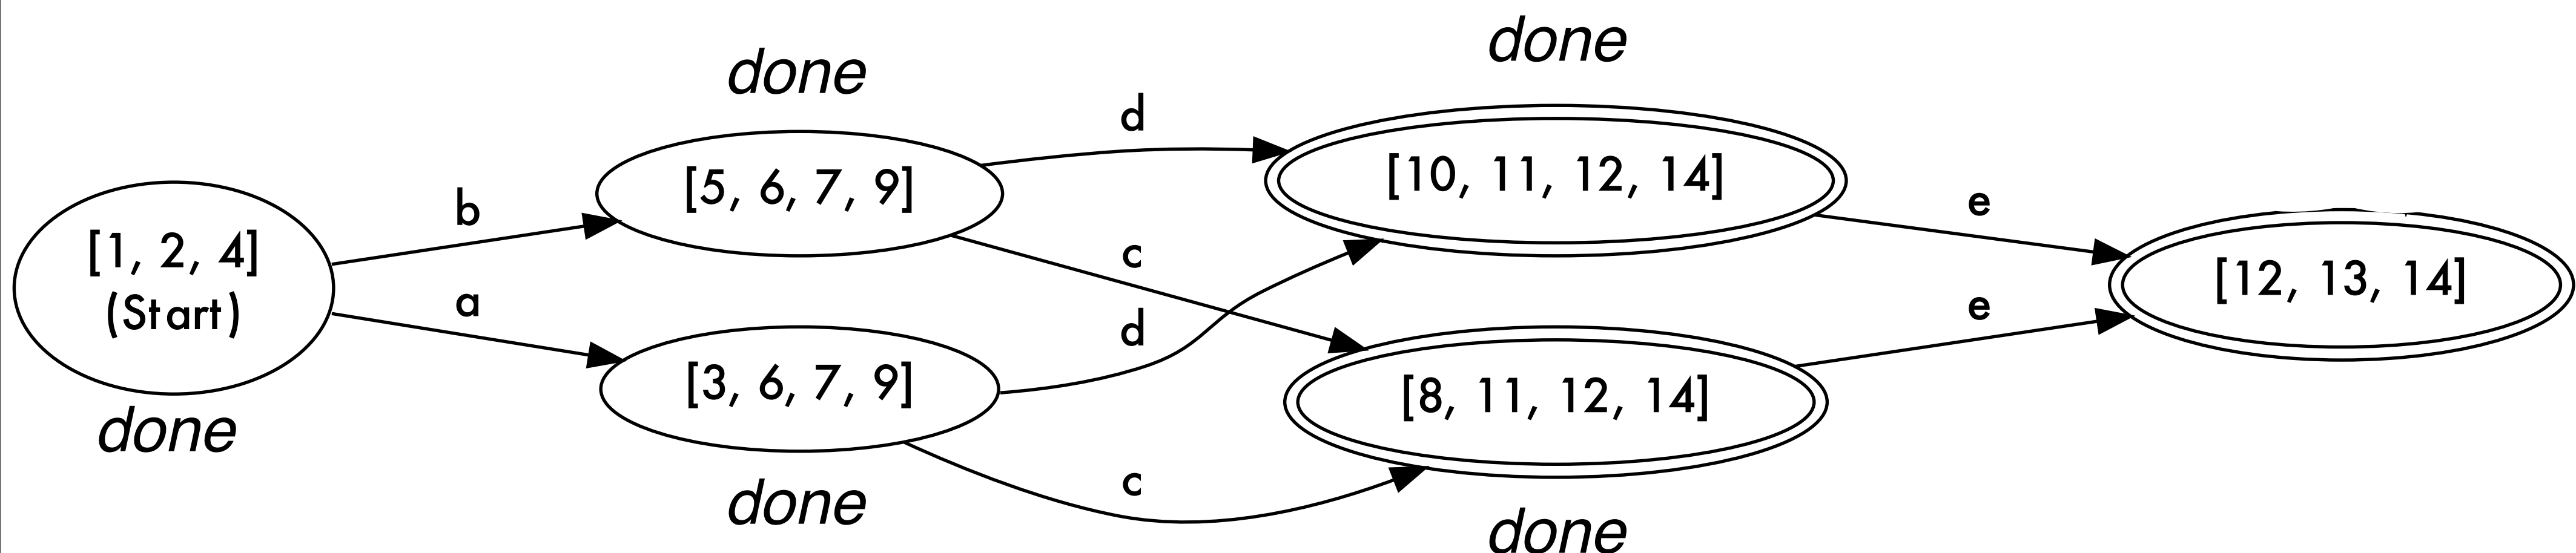 done
done
d
[10, 11, 12, 14]
[5, 6, 7, 9]
b
e
[1, 2, 4]
(Start)
c
[12, 13, 14]
a
d
e
[3, 6, 7, 9]
[8, 11, 12, 14]
done
c
done
done